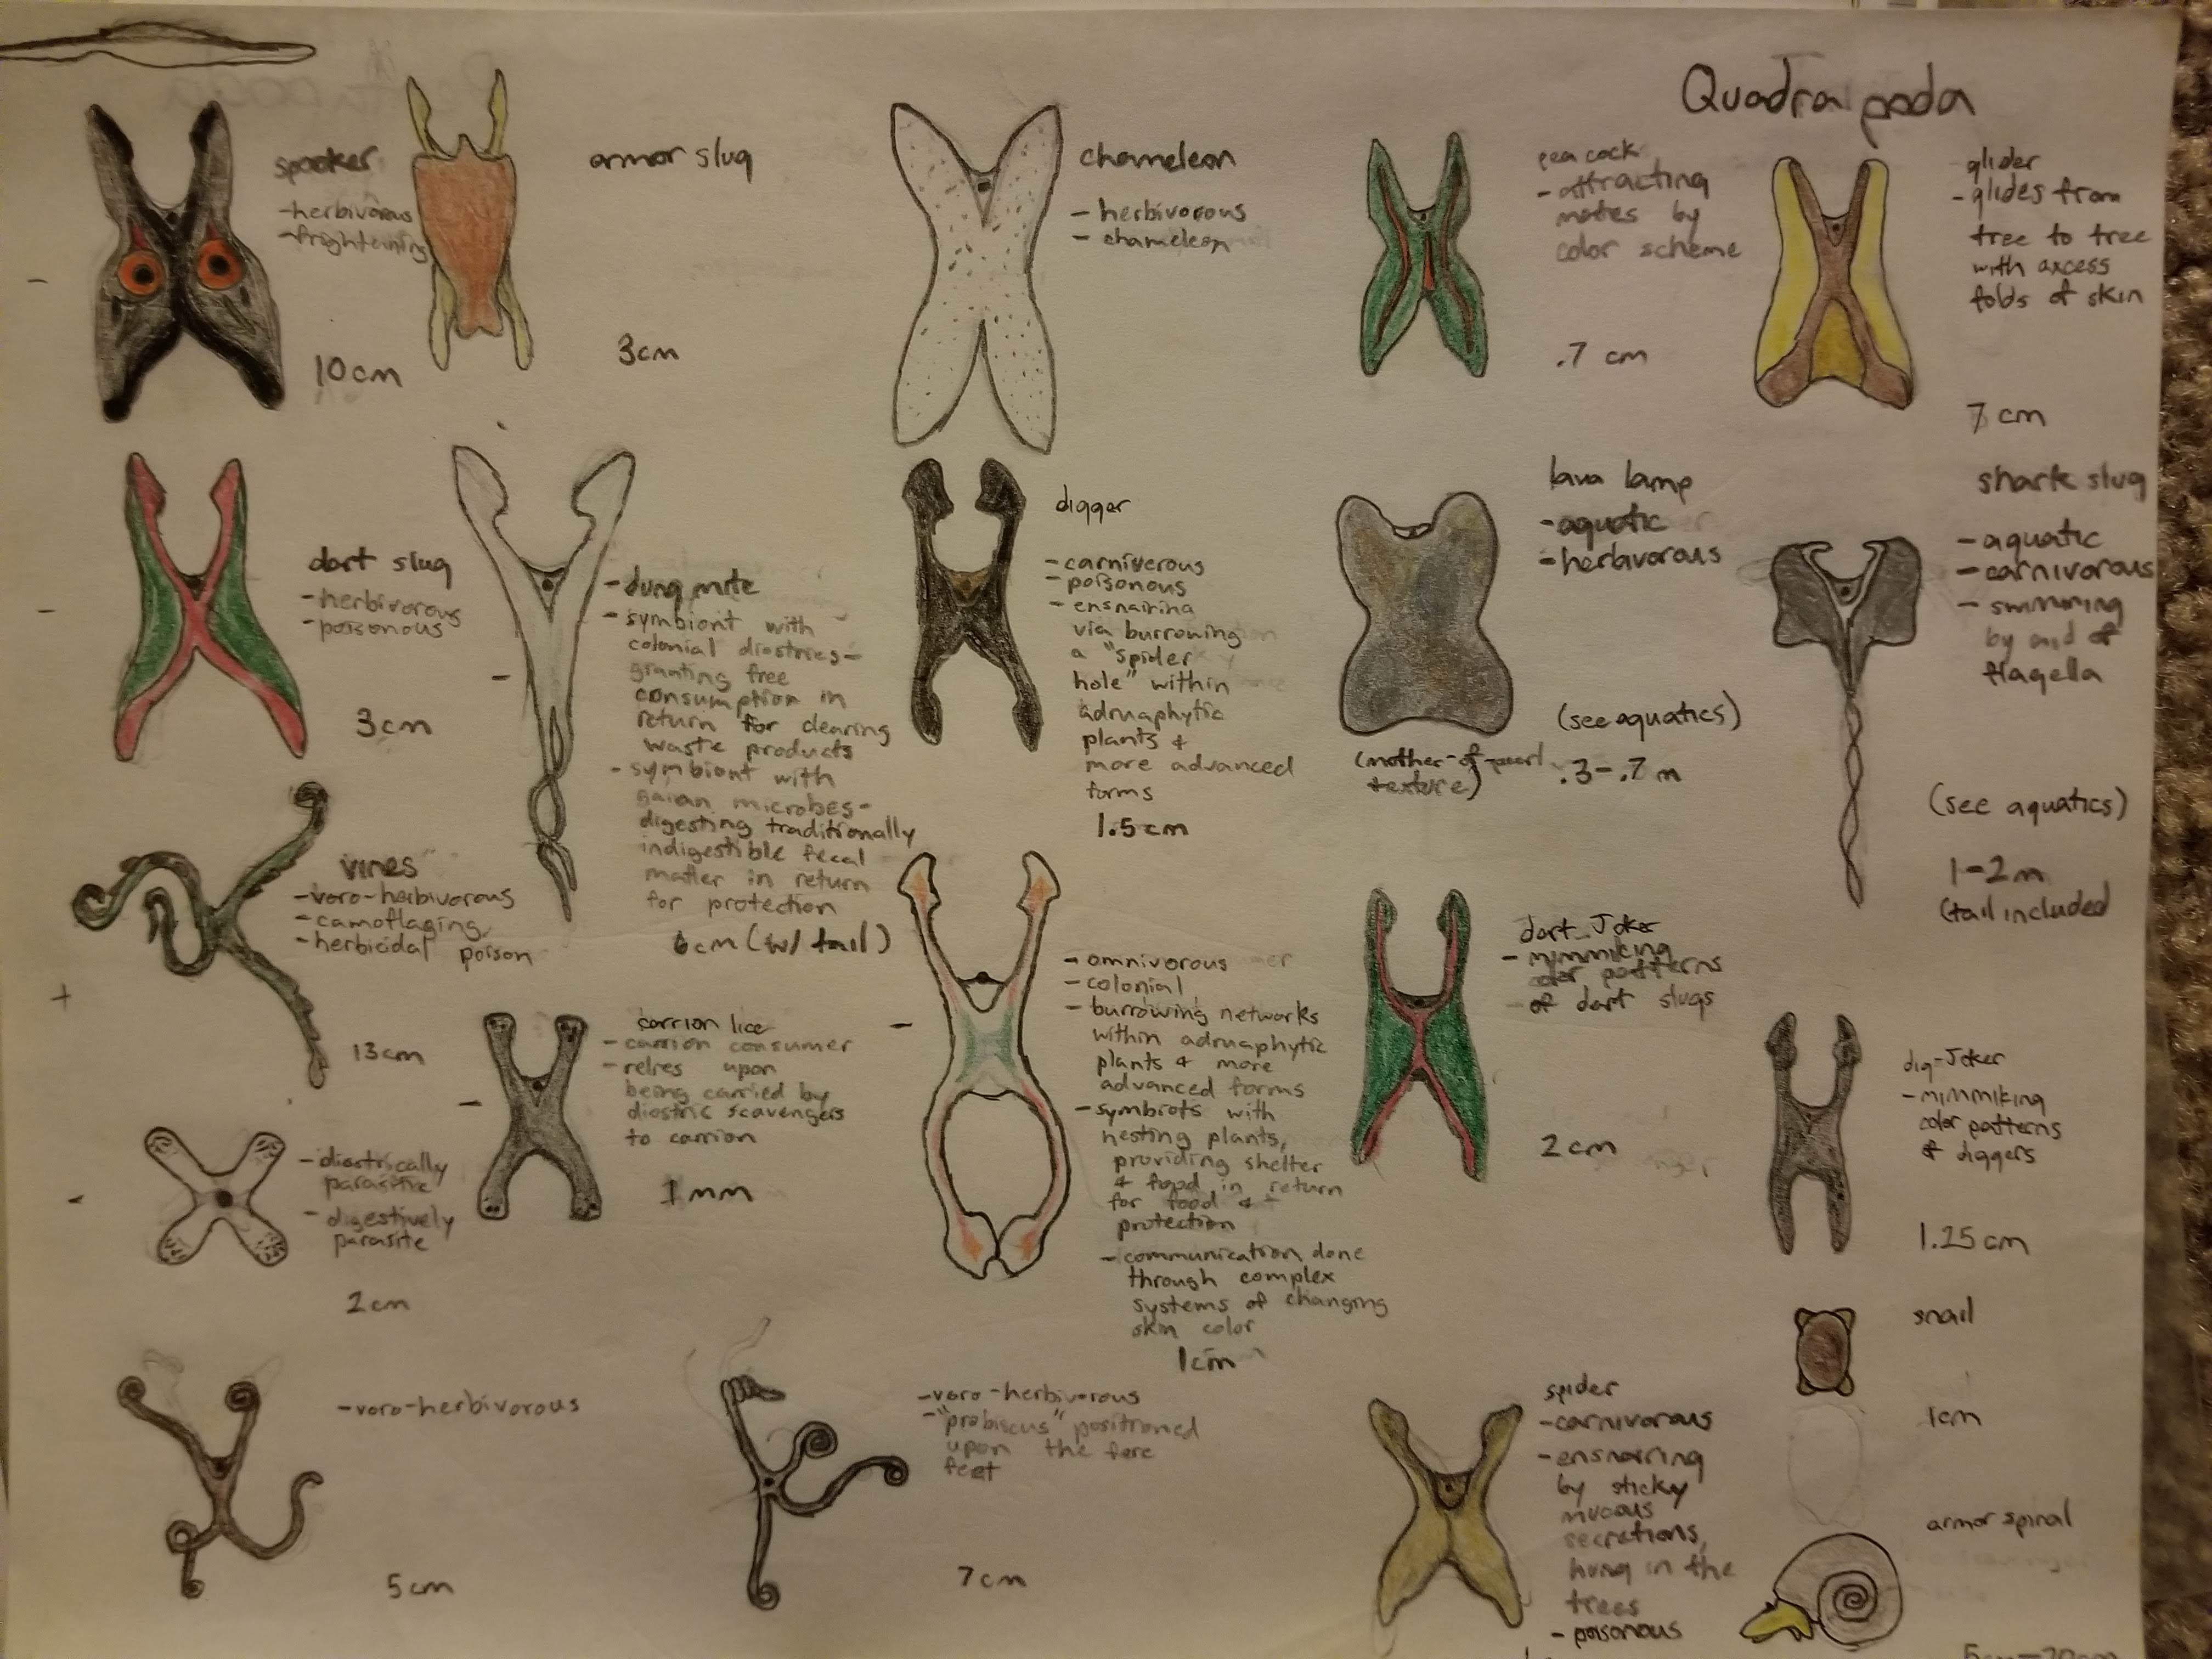 Quadrapoda
spooker
-herbivorous
-frightening
10cm
armor slug
3cm
chameleon
- herbivorous
- chameleon
peacock
- attracting
mates by
color scheme
.7 cm
glider
- glides from
tree to tree
with axcess
folds of skin
7 cm
dart slug
- herbivorous
- poisonous
3cm
- dung mite
- symbiont with
colonial diostries-
granting free
consumption in
return for clearing
waste products
- symbiont with
gaian microbes-
digesting traditionally
indigestible fecal
matter in return
for protection
6cm (w/ tail)
digger
- carniverous
- poisonous
- ensnaring
via burrowing
a "spider
hole" within
adruaphytic
plants &
more advanced
forms
1.5cm
lava lamp
- aquatic
- herbivorous
(see aquatics)
(mother-of-pearl
texture)
.3-.7 m
shark slug
- aquatic
- carnivorous
- swimming
by aid of
flagella
(see aquatics)
1-2m
(tail included
vines
- voro-herbivorous
- camoflaging
- herbicidal poison
13cm
carrion lice
- carrion consumer
- relies upon
being carried by
diostric scavengers
to carrion
1mm
- omnivorous
- colonial
- burrowing networks
within adruaphytic
plants & more
advanced forms
- symbiots with
nesting plants,
providing shelter
& food in return
for food &
protection
- communication done
through complex
systems of changing
skin color
1cm
dart-Joker
- mimmiking
color patterns
of dart slugs
2cm
dig-Joker
- mimmiking
color patterns
of diggers
1.25cm
- diostrically
parasitic
- digestively
parasite
2cm
snail
1cm
- voro-herbivorous
5cm
- voro-herbivorous
- "probiscus" positioned
upon the fore
feet
7cm
spider
- carnivorous
- ensnaring
by sticky
mucous
secretions,
hung in the
trees
- poisonous
armor spiral